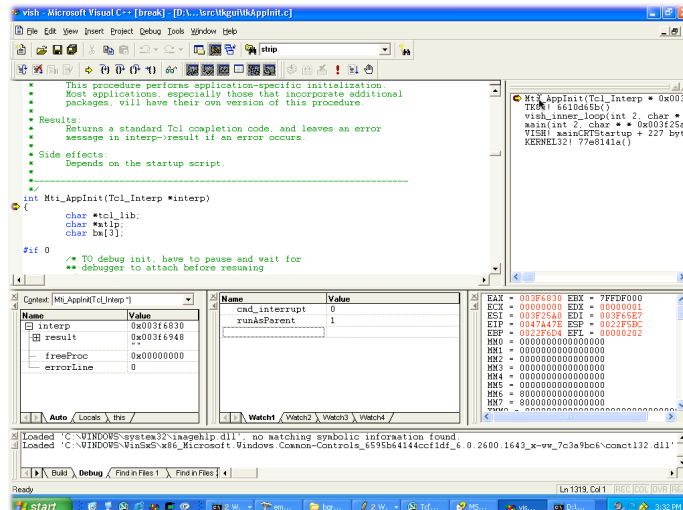 vish - Microsoft Visual C++ [break] - [D:\...\src\tkgui\tkAppInit.c]
File Edit View Insert Project Debug Tools Window Help
strip
* This procedure performs application-specific initialization.
* Most applications, especially those that incorporate additional
* packages, will have their own version of this procedure.
*
* Results:
* Returns a standard Tcl completion code, and leaves an error
* message in interp->result if an error occurs.
*
* Side effects:
* Depends on the startup script.
*
*----------------------------------------------------------------------
*/
int Mti_AppInit(Tcl_Interp *interp)
{
char *tcl_lib;
char *mtlp;
char bm[3];
#if 0
/* TO debug init, have to pause and wait for
** debugger to attach before resuming
Mti_AppInit(Tcl_Interp * 0x003
TK84! 6610d65b()
vish_inner_loop(int 2, char *
main(int 2, char * * 0x003f25a
VISH! mainCRTStartup + 227 byt
KERNEL32! 77e8141a()
Context: Mti_AppInit(Tcl_Interp *)
Name Value
interp 0x003f6830
result 0x003f6948
""
freeProc 0x00000000
errorLine 0
Auto Locals this
Name Value
cmd_interrupt 0
runAsParent 1
Watch1 Watch2 Watch3 Watch4
EAX = 003F6830 EBX = 7FFDF000
ECX = 00000000 EDX = 00000001
ESI = 003F25A0 EDI = 003F65E7
EIP = 0047A47E ESP = 0022F5BC
EBP = 0022F6D4 EFL = 00000202
MM0 = 0000000000000000
MM1 = 0000000000000000
MM2 = 0000000000000000
MM3 = 0000000000000000
MM4 = 0000000000000000
MM5 = 0000000000000000
MM6 = 8000000000000000
MM7 = 8000000000000000
Loaded 'C:\WINDOWS\system32\imagehlp.dll', no matching symbolic information found.
Loaded 'C:\WINDOWS\WinSxS\x86_Microsoft.Windows.Common-Controls_6595b64144ccf1df_6.0.2600.1643_x-ww_7c3a9bc6\comctl32.dll'
Build Debug Find in Files 1 Find in Files 2
Ready
Ln 1319, Col 1 REC COL OVR
start 2 W... em... bar... 2 W... Tcf... MS... vis... D:\... 3:32 PM